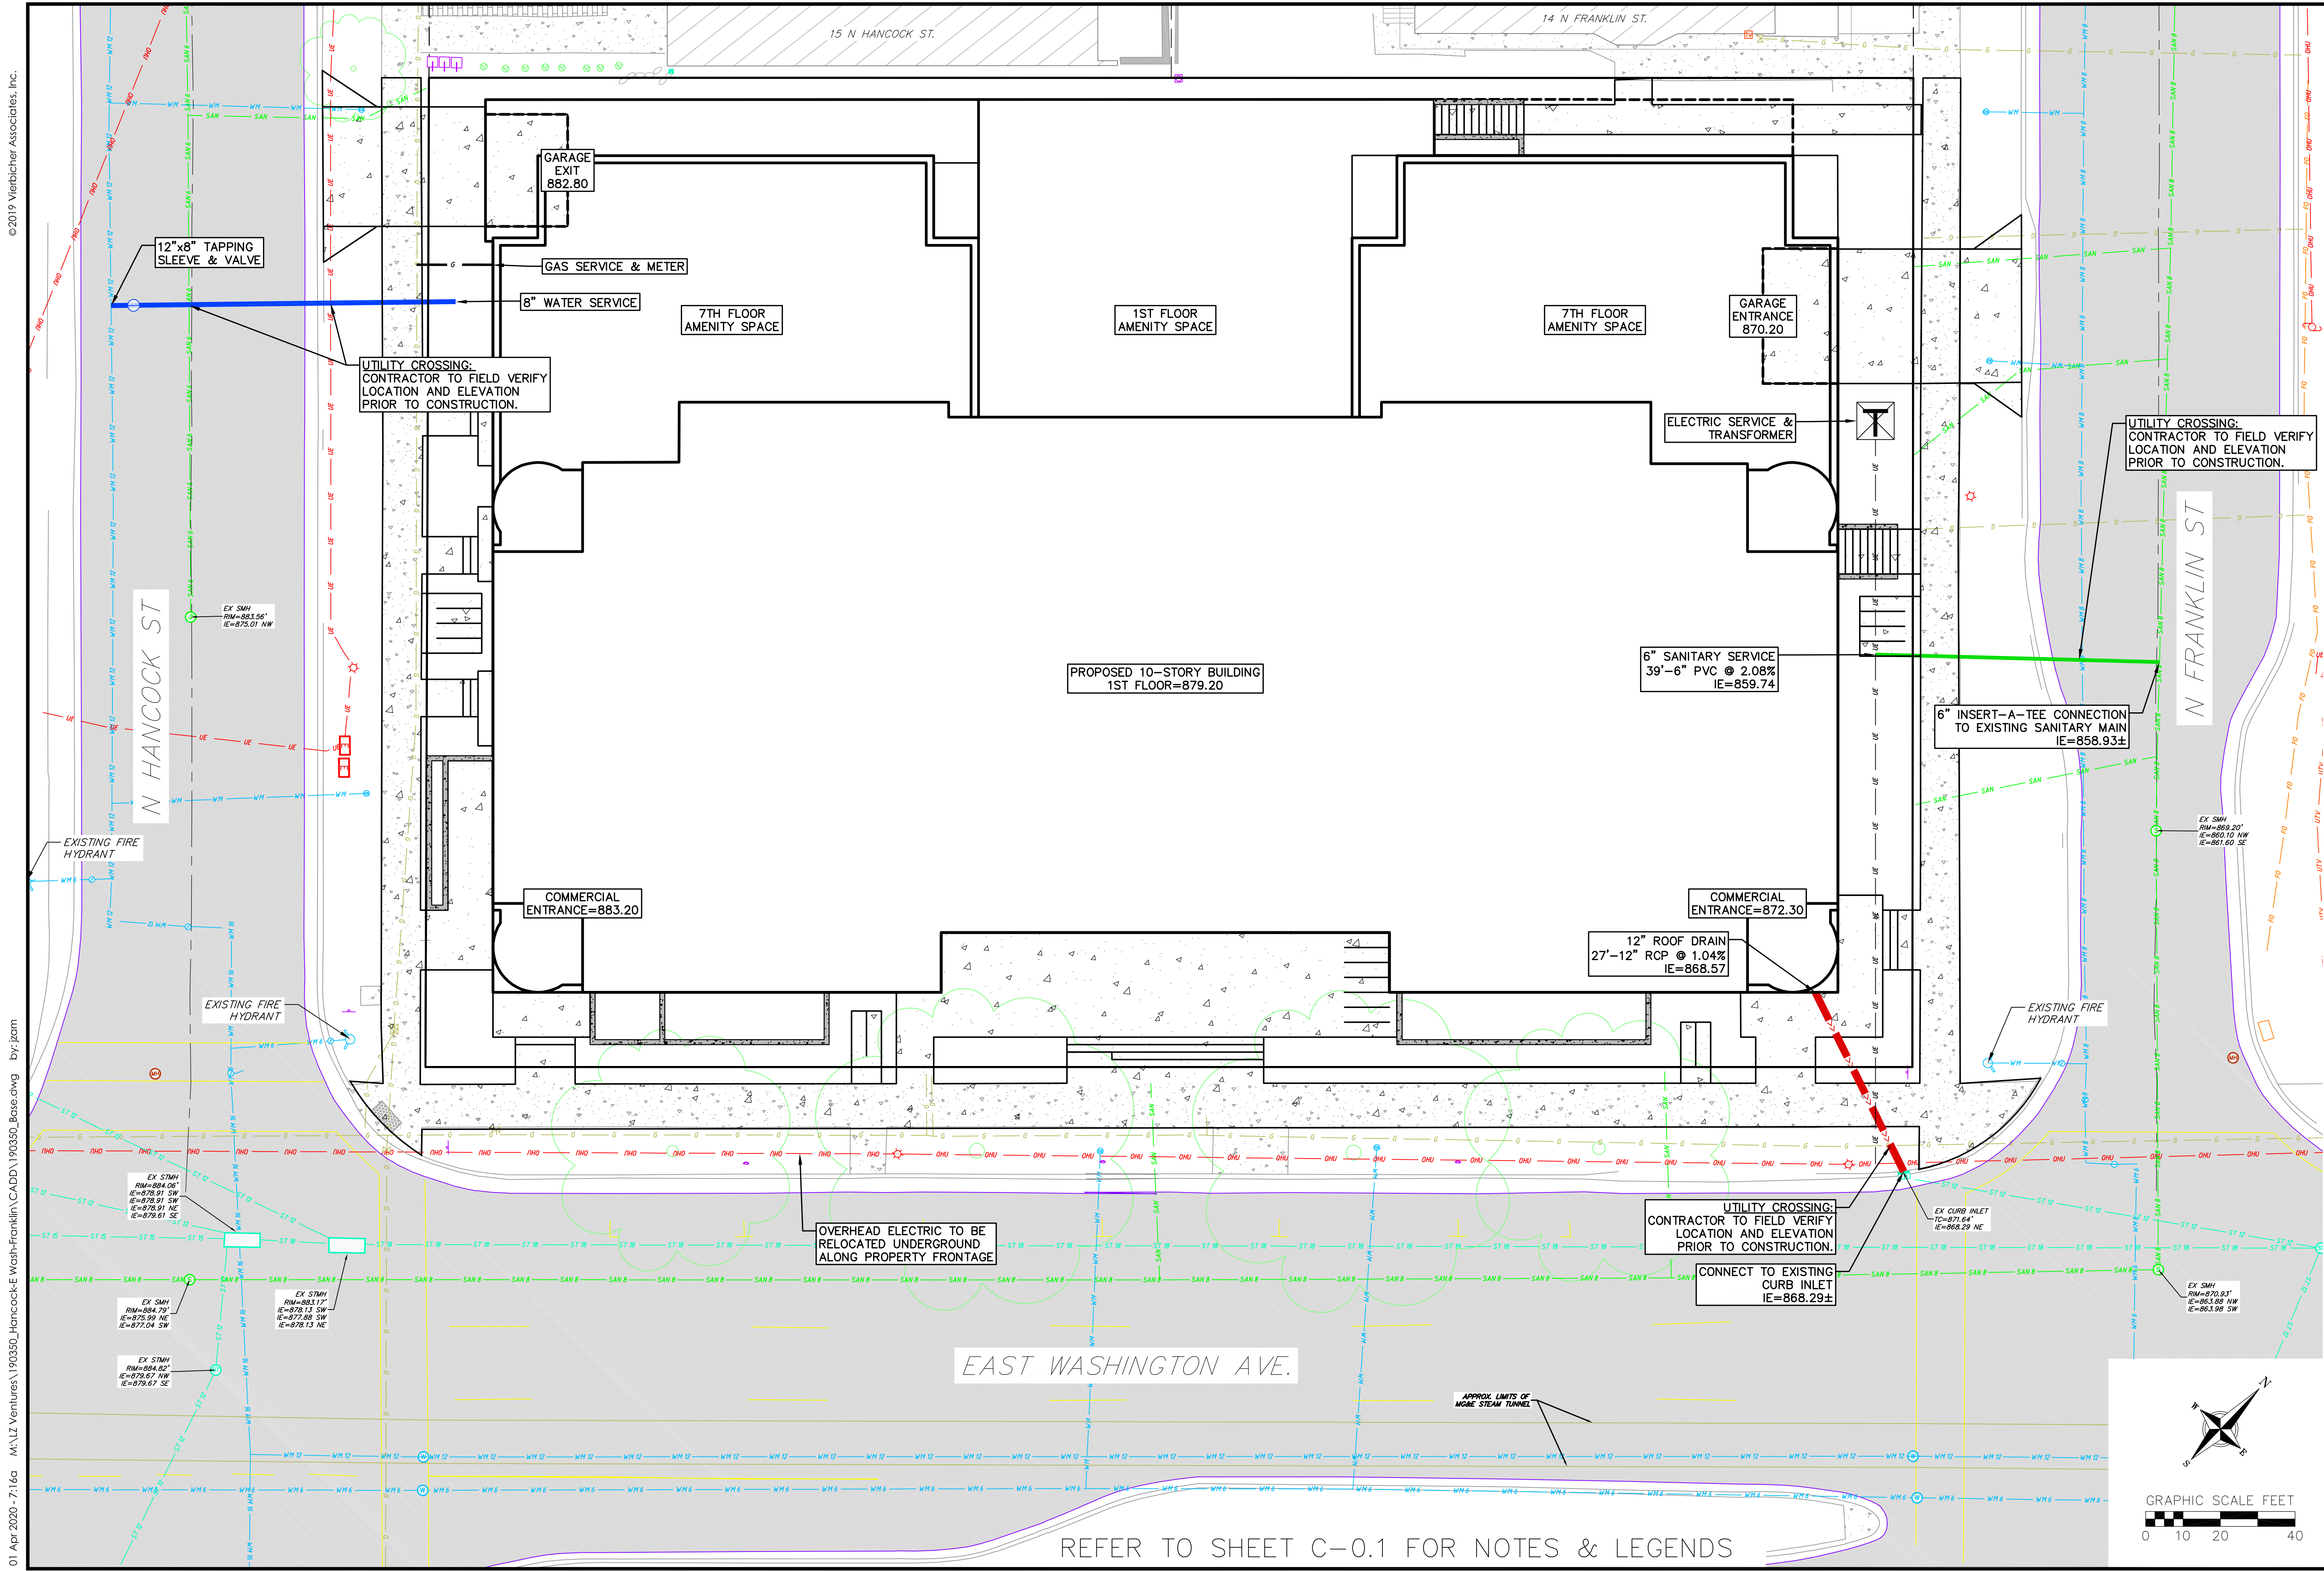 ©2019 Vierbicher Associates, Inc.
01 Apr 2020 - 7:16a M:\LZ Ventures\190350_Hancock-E Wash-Franklin\CADD\190350_Base.dwg by: jzam
15 N HANCOCK ST.
14 N FRANKLIN ST.
GARAGE
EXIT
882.80
12"x8" TAPPING
SLEEVE & VALVE
GAS SERVICE & METER
8" WATER SERVICE
UTILITY CROSSING:
CONTRACTOR TO FIELD VERIFY
LOCATION AND ELEVATION
PRIOR TO CONSTRUCTION.
7TH FLOOR
AMENITY SPACE
1ST FLOOR
AMENITY SPACE
7TH FLOOR
AMENITY SPACE
GARAGE
ENTRANCE
870.20
ELECTRIC SERVICE &
TRANSFORMER
UTILITY CROSSING:
CONTRACTOR TO FIELD VERIFY
LOCATION AND ELEVATION
PRIOR TO CONSTRUCTION.
N HANCOCK ST
N FRANKLIN ST
EX SMH
RIM=883.56'
IE=875.01 NW
PROPOSED 10-STORY BUILDING
1ST FLOOR=879.20
6" SANITARY SERVICE
39'-6" PVC @ 2.08%
IE=859.74
6" INSERT-A-TEE CONNECTION
TO EXISTING SANITARY MAIN
IE=858.93±
EX SMH
RIM=869.20'
IE=860.10 NW
IE=861.60 SE
EXISTING FIRE
HYDRANT
COMMERCIAL
ENTRANCE=883.20
COMMERCIAL
ENTRANCE=872.30
12" ROOF DRAIN
27'-12" RCP @ 1.04%
IE=868.57
EXISTING FIRE
HYDRANT
EXISTING FIRE
HYDRANT
EX STMH
RIM=884.06'
IE=878.91 SW
IE=878.91 SW
IE=878.91 NE
IE=879.61 SE
OVERHEAD ELECTRIC TO BE
RELOCATED UNDERGROUND
ALONG PROPERTY FRONTAGE
UTILITY CROSSING:
CONTRACTOR TO FIELD VERIFY
LOCATION AND ELEVATION
PRIOR TO CONSTRUCTION.
EX CURB INLET
TC=871.64'
IE=868.29 NE
CONNECT TO EXISTING
CURB INLET
IE=868.29±
EX SMH
RIM=884.79'
IE=875.99 NE
IE=877.04 SW
EX STMH
RIM=883.17'
IE=878.13 SW
IE=877.88 SW
IE=878.13 NE
EX SMH
RIM=870.93'
IE=863.88 NW
IE=863.98 SW
EX STMH
RIM=884.82'
IE=879.67 NW
IE=879.67 SE
EAST WASHINGTON AVE.
APPROX. LIMITS OF
MG&E STEAM TUNNEL
N
W
E
S
GRAPHIC SCALE FEET
0 10 20 40
REFER TO SHEET C-0.1 FOR NOTES & LEGENDS